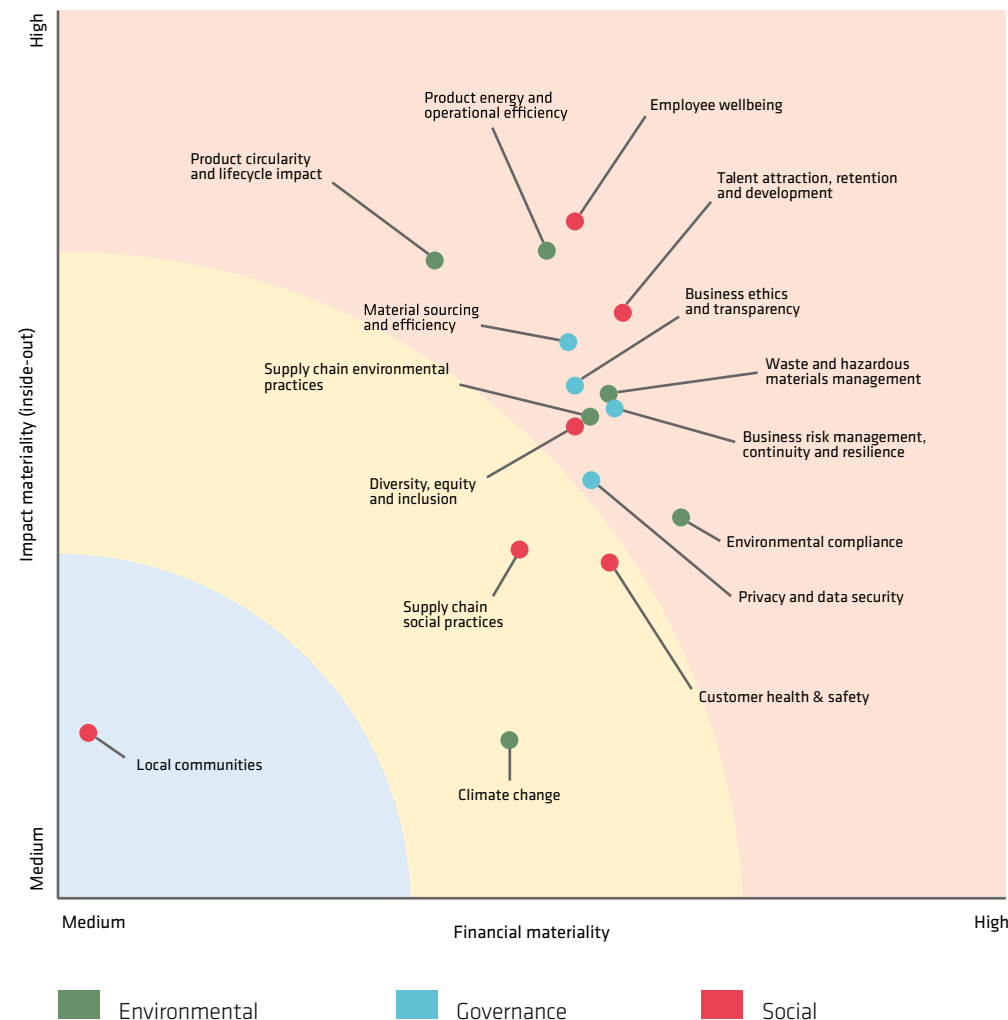 High
Product energy and
operational efficiency
Employee wellbeing
Product circularity
and lifecycle impact
Talent attraction, retention
and development
Business ethics
and transparency
Material sourcing
and efficiency
Supply chain environmental
practices
Waste and hazardous
materials management
Business risk management,
continuity and resilience
Diversity, equity
and inclusion
Environmental compliance
Privacy and data security
Supply chain
social practices
Customer health & safety
Local communities
Climate change
Impact materiality (inside-out)
Medium
Medium
Financial materiality
High
Environmental
Governance
Social